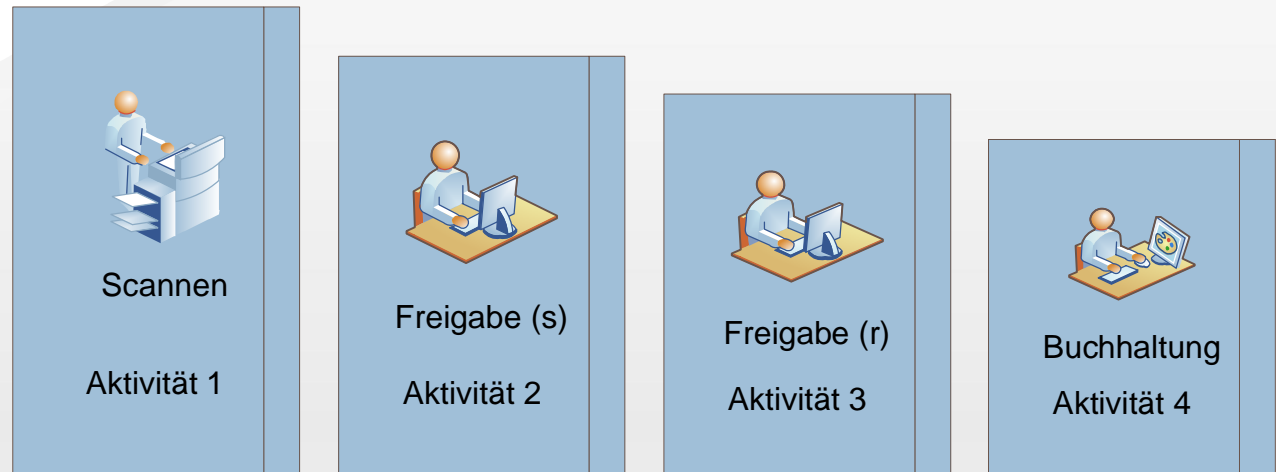 Scannen
Aktivität 1
Freigabe (s)
Aktivität 2
Freigabe (r)
Aktivität 3
Buchhaltung
Aktivität 4